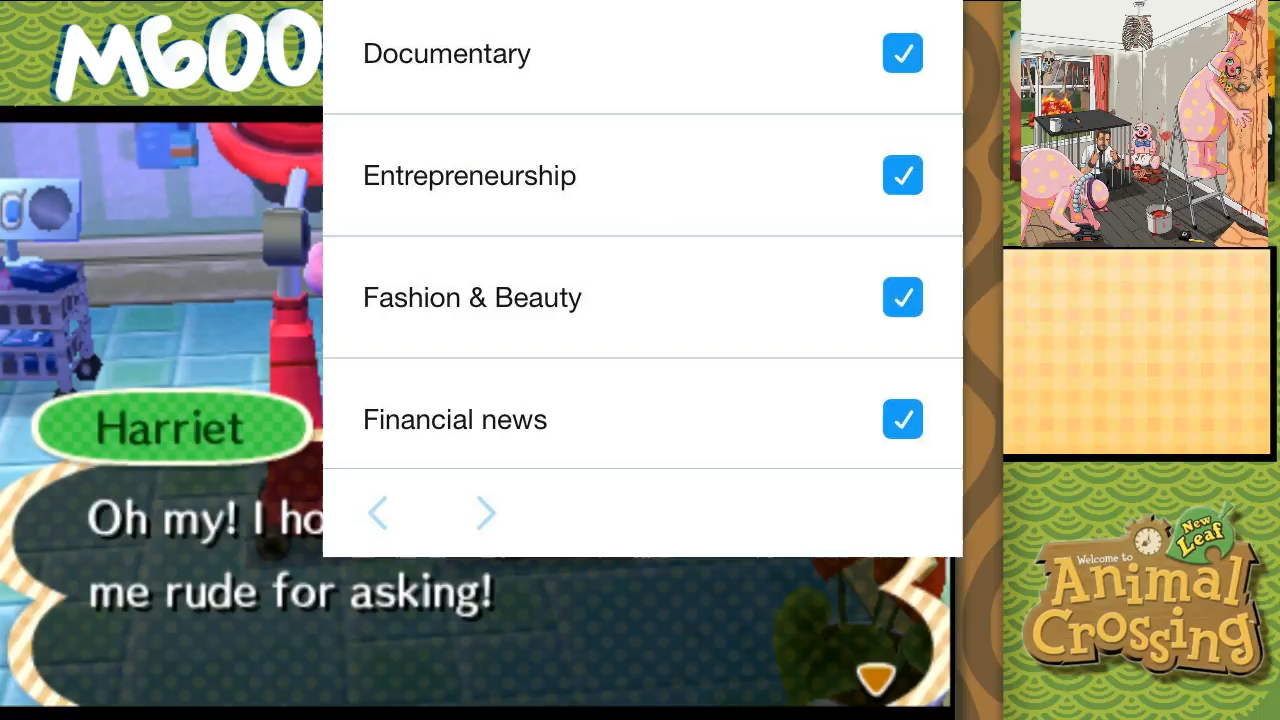 M600
Documentary
Entrepreneurship
Fashion & Beauty
Financial news
Harriet
Oh my! I ho
me rude for asking!
New
Leaf
Welcome to
Animal
Crossing